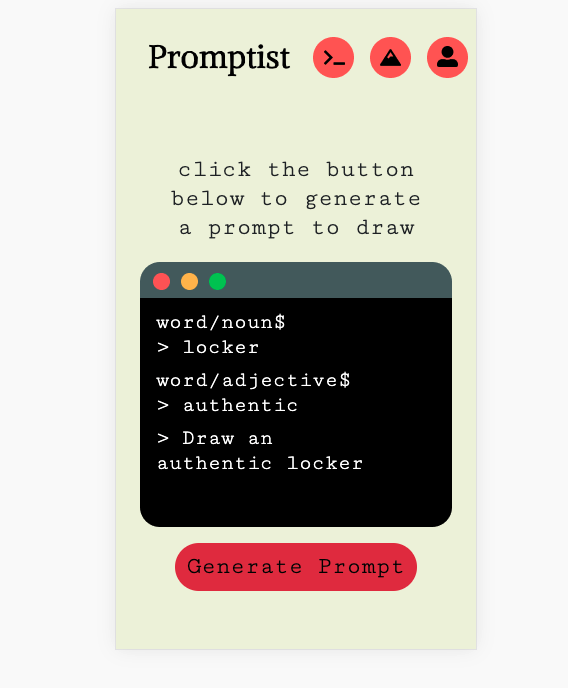 Promptist
click the button
below to generate
a prompt to draw
word/noun$
> locker
word/adjective$
> authentic
> Draw an
authentic locker
Generate Prompt